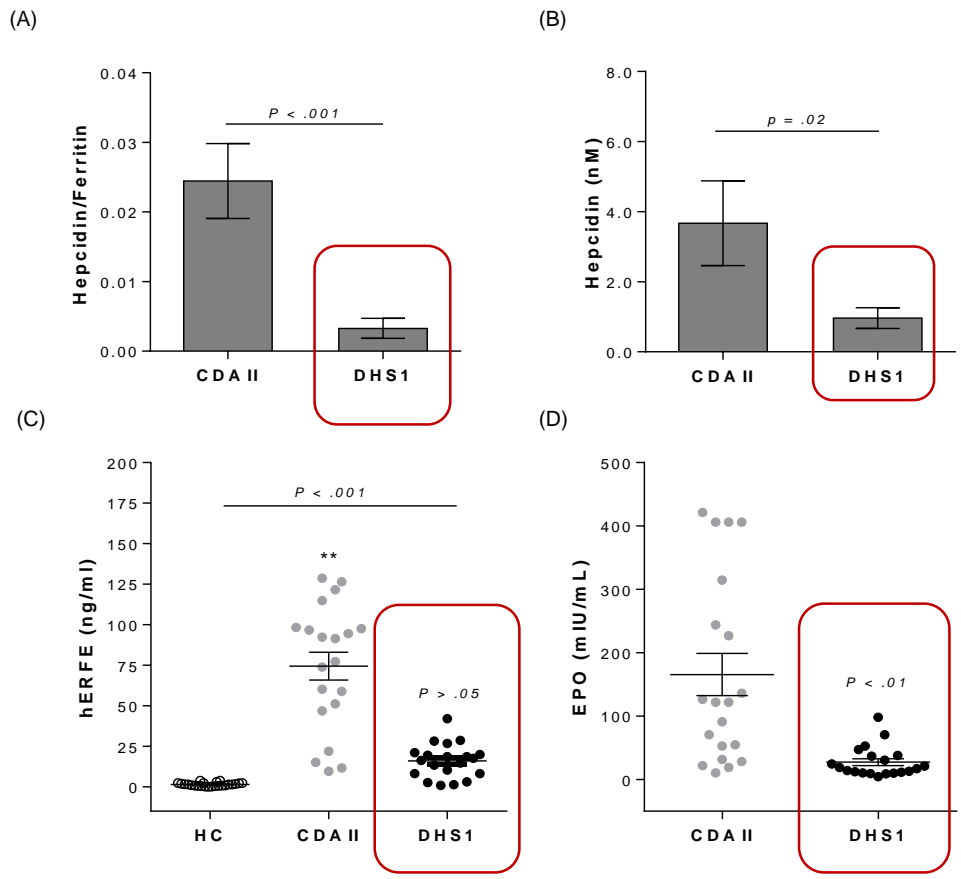 (A)
(B)
Hepcidin/Ferritin
0.04
0.03
0.02
0.01
0.00
P < .001
CDA II
DHS1
Hepcidin (nM)
8.0
6.0
4.0
2.0
0.0
p = .02
CDA II
DHS1
(C)
(D)
hERFE (ng/ml)
200
175
150
125
100
75
50
25
0
P < .001
**
P > .05
HC
CDA II
DHS1
EPO (mIU/mL)
500
400
300
200
100
0
P < .01
CDA II
DHS1